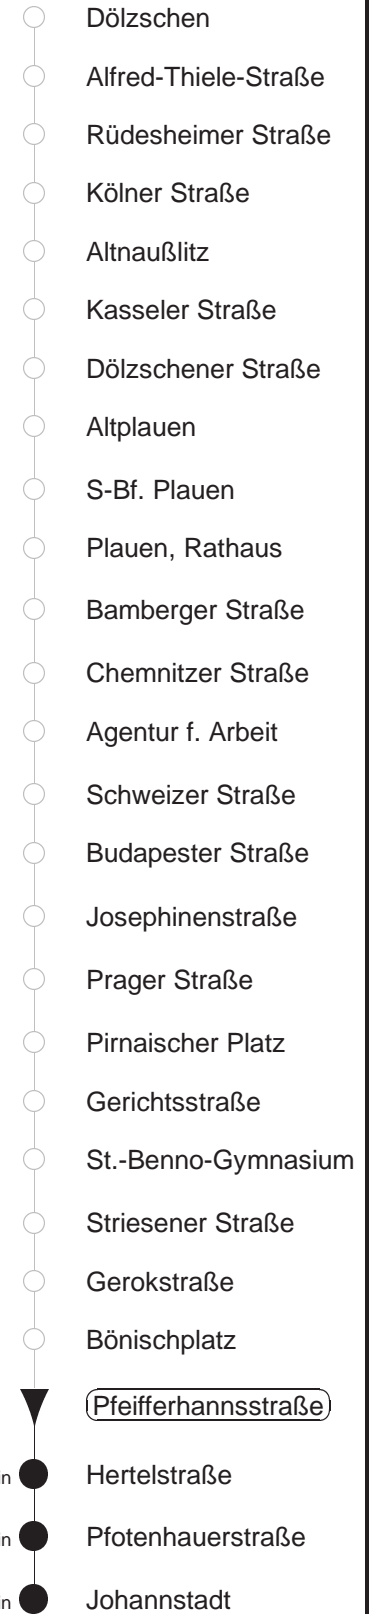 Dölzschen
Alfred-Thiele-Straße
Rüdesheimer Straße
Kölner Straße
Altnaußlitz
Kasseler Straße
Dölzschener Straße
Altplauen
S-Bf. Plauen
Plauen, Rathaus
Bamberger Straße
Chemnitzer Straße
Agentur f. Arbeit
Schweizer Straße
Budapester Straße
Josephinenstraße
Prager Straße
Pirnaischer Platz
Gerichtsstraße
St.-Benno-Gymnasium
Striesener Straße
Gerokstraße
Bönischplatz
Pfeifferhannsstraße
Hertelstraße
Pfotenhauerstraße
Johannstadt